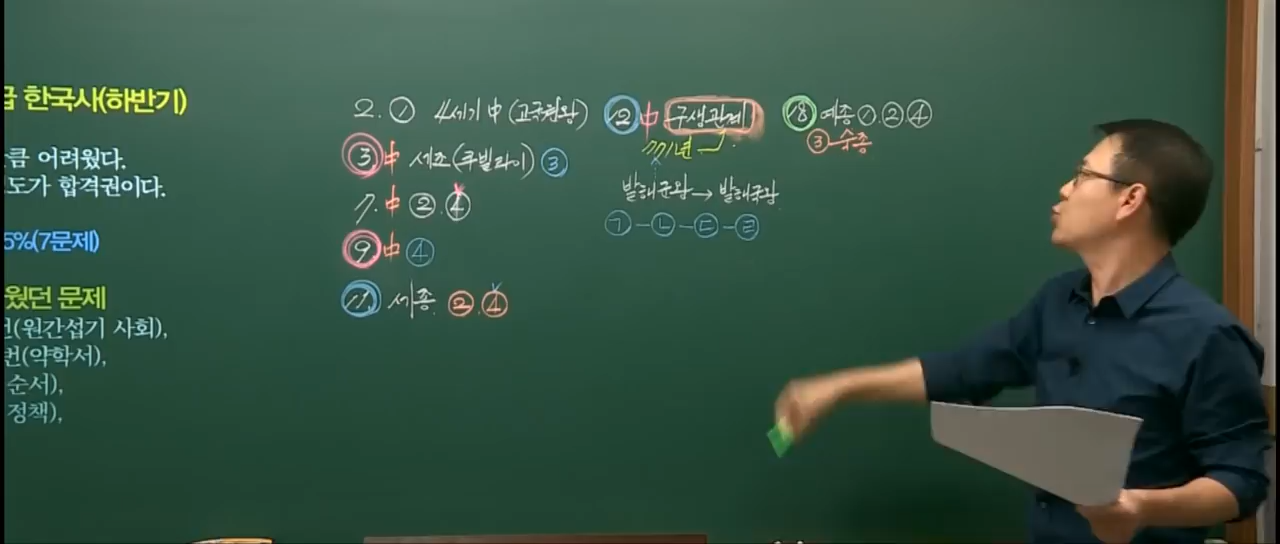 급 한국사(하반기)
큼 어려웠다.
도가 합격권이다.
5%(7문제)
웠던 문제
(원간섭기 사회),
번(약학서),
순서),
정책),
2. ① 4세기 中 (고국원왕)
③ 中 세조(쿠빌라이) ③
7. 中 ②.④
⑨ 中 ④
11. 세종. ②.④
12 中 구생관계
771년 →
발해군왕 → 발해국왕
㉠-㉡-㉢-㉣
18 예종 ①.②.④
③-숙종